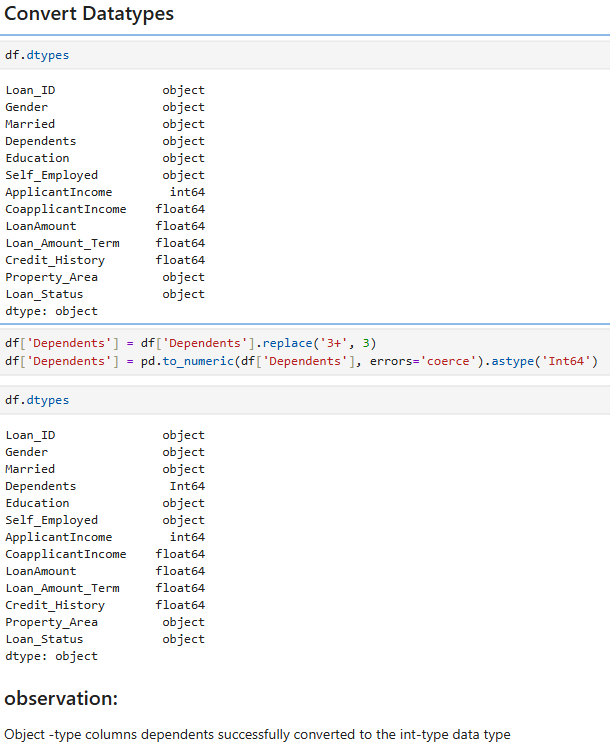 Convert Datatypes
df.dtypes
Loan_ID object
Gender object
Married object
Dependents object
Education object
Self_Employed object
ApplicantIncome int64
CoapplicantIncome float64
LoanAmount float64
Loan_Amount_Term float64
Credit_History float64
Property_Area object
Loan_Status object
dtype: object
df['Dependents'] = df['Dependents'].replace('3+', 3)
df['Dependents'] = pd.to_numeric(df['Dependents'], errors='coerce').astype('Int64')
df.dtypes
Loan_ID object
Gender object
Married object
Dependents Int64
Education object
Self_Employed object
ApplicantIncome int64
CoapplicantIncome float64
LoanAmount float64
Loan_Amount_Term float64
Credit_History float64
Property_Area object
Loan_Status object
dtype: object
observation:
Object -type columns dependents successfully converted to the int-type data type